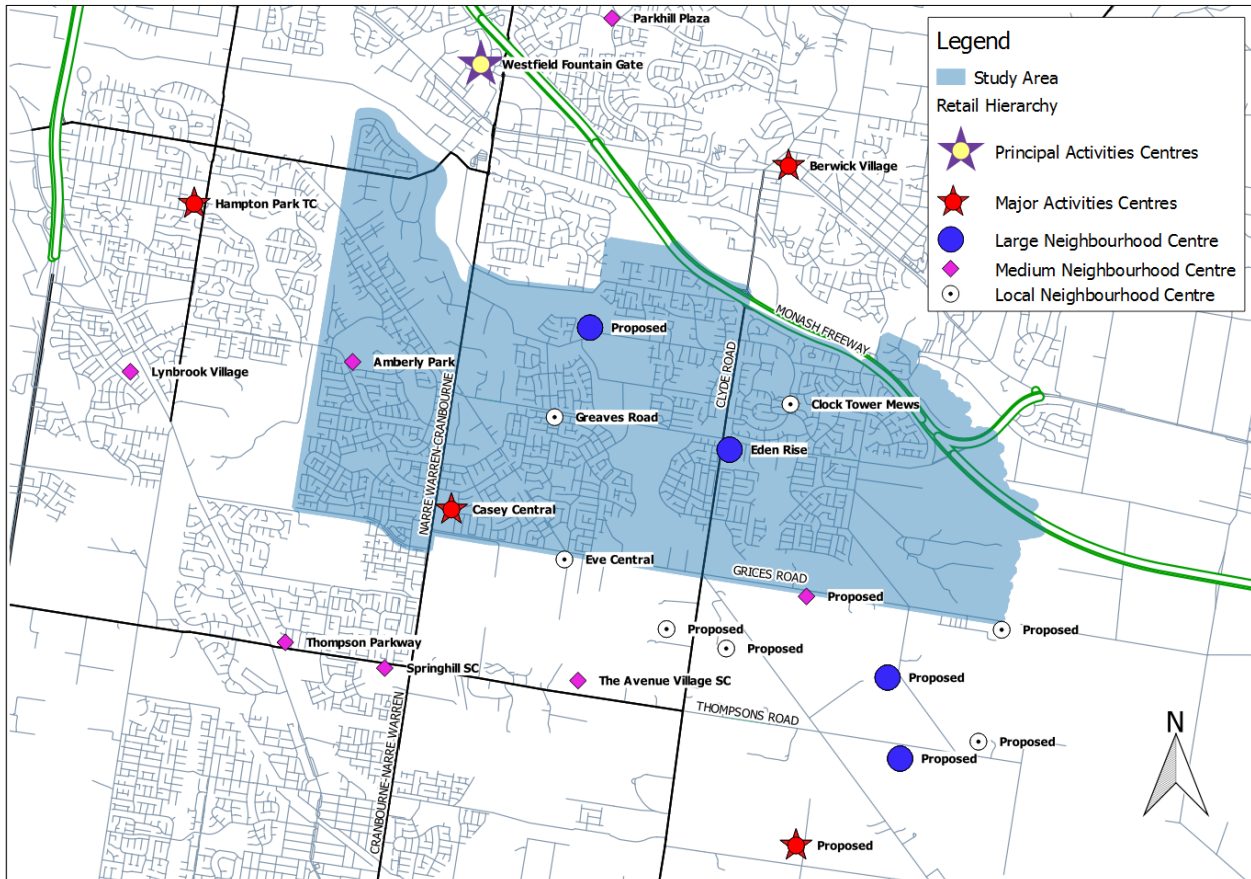 Parkhill Plaza
Westfield Fountain Gate
Berwick Village
Hampton Park TC
Legend
Study Area
Retail Hierarchy
Principal Activities Centres
Major Activities Centres
Large Neighbourhood Centre
Medium Neighbourhood Centre
Local Neighbourhood Centre
MONASH FREEWAY
Proposed
Amberly Park
Lynbrook Village
CLYDE ROAD
Clock Tower Mews
Greaves Road
NARRE WARREN-CRANBOURNE
Eden Rise
Casey Central
Eve Central
GRICES ROAD
Proposed
Proposed
Proposed
Proposed
Thompson Parkway
Springhill SC
The Avenue Village SC
Proposed
THOMPSONS ROAD
CRANBOURNE-NARRE WARREN
Proposed
Proposed
Proposed
N